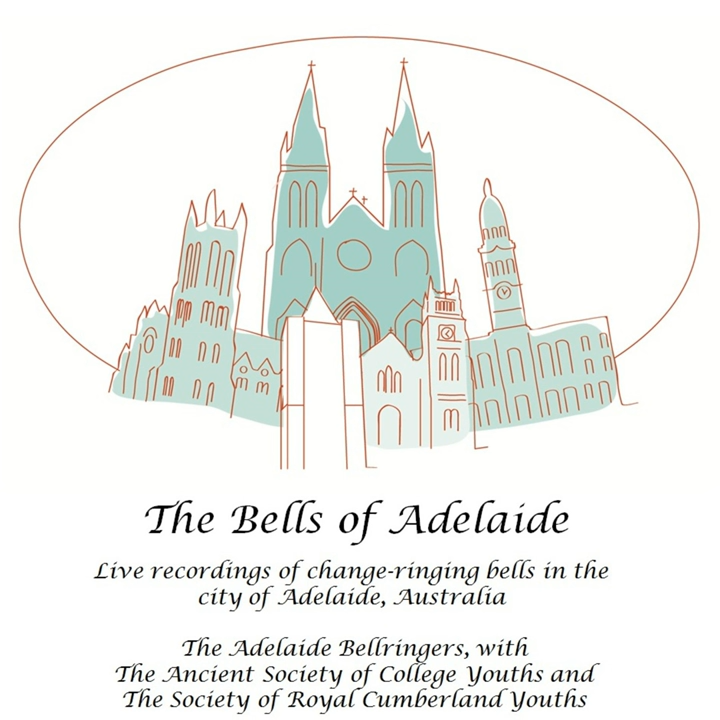 The Bells of Adelaide
Live recordings of change-ringing bells in the
city of Adelaide, Australia
The Adelaide Bellringers, with
The Ancient Society of College Youths and
The Society of Royal Cumberland Youths